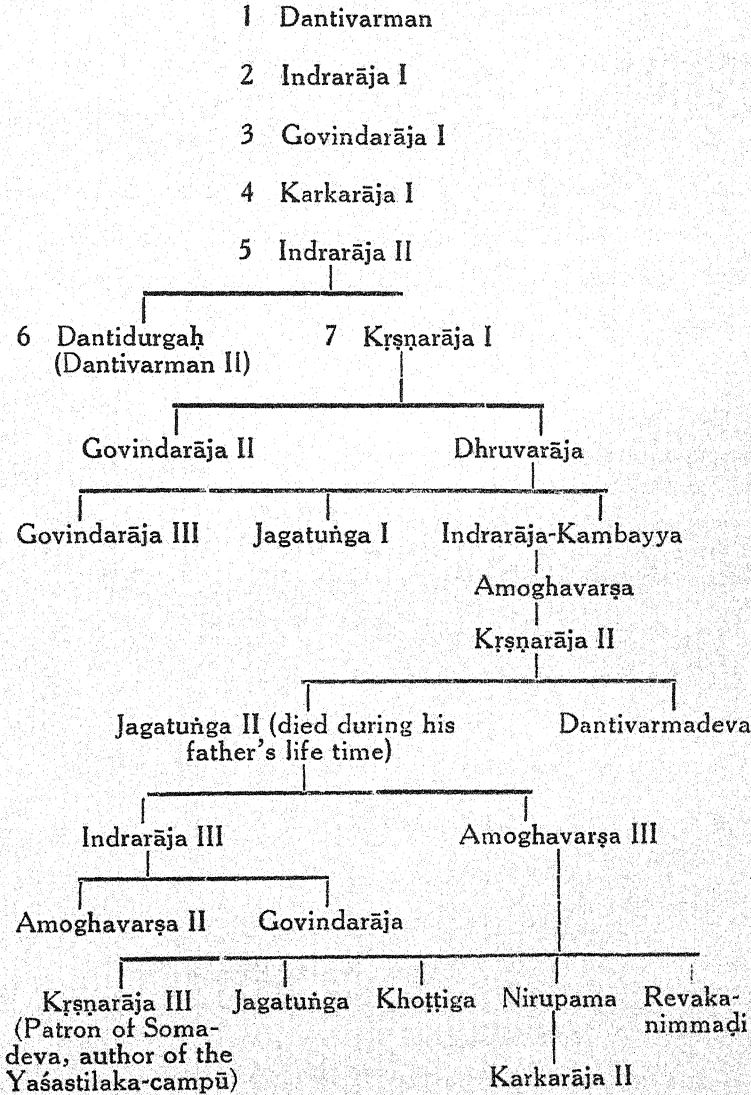 1 Dantivarman
2 Indrarāja I
3 Govindarāja I
4 Karkarāja I
5 Indrarāja II
6 Dantidurgaḥ 7 Kṛṣṇarāja I
(Dantivarman II)
Govindarāja II Dhruvarāja
Govindarāja III Jagatuṅga I Indrarāja-Kambayya
Amoghavarṣa
Kṛṣṇarāja II
Jagatuṅga II (died during his Dantivarmadeva
father's life time)
Indrarāja III Amoghavarṣa III
Amoghavarṣa II Govindarāja
Kṛṣṇarāja III Jagatuṅga Khoṭṭiga Nirupama Revaka-
(Patron of Soma- nimmaḍi
deva, author of the
Yaśastilaka-campū) Karkarāja II